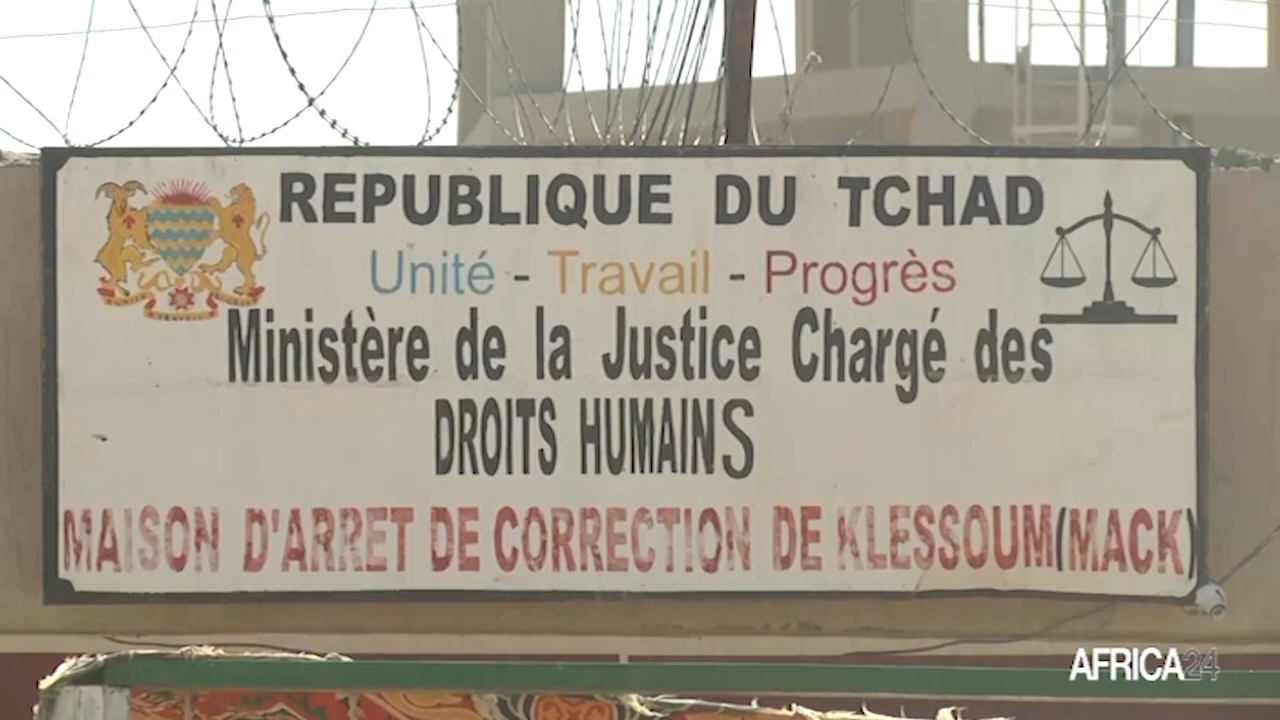 REPUBLIQUE DU TCHAD
Unité - Travail - Progrès
Ministère de la Justice Chargé des
DROITS HUMAINS
MAISON D'ARRET DE CORRECTION DE KLESSOUM(MACK)
AFRICA24